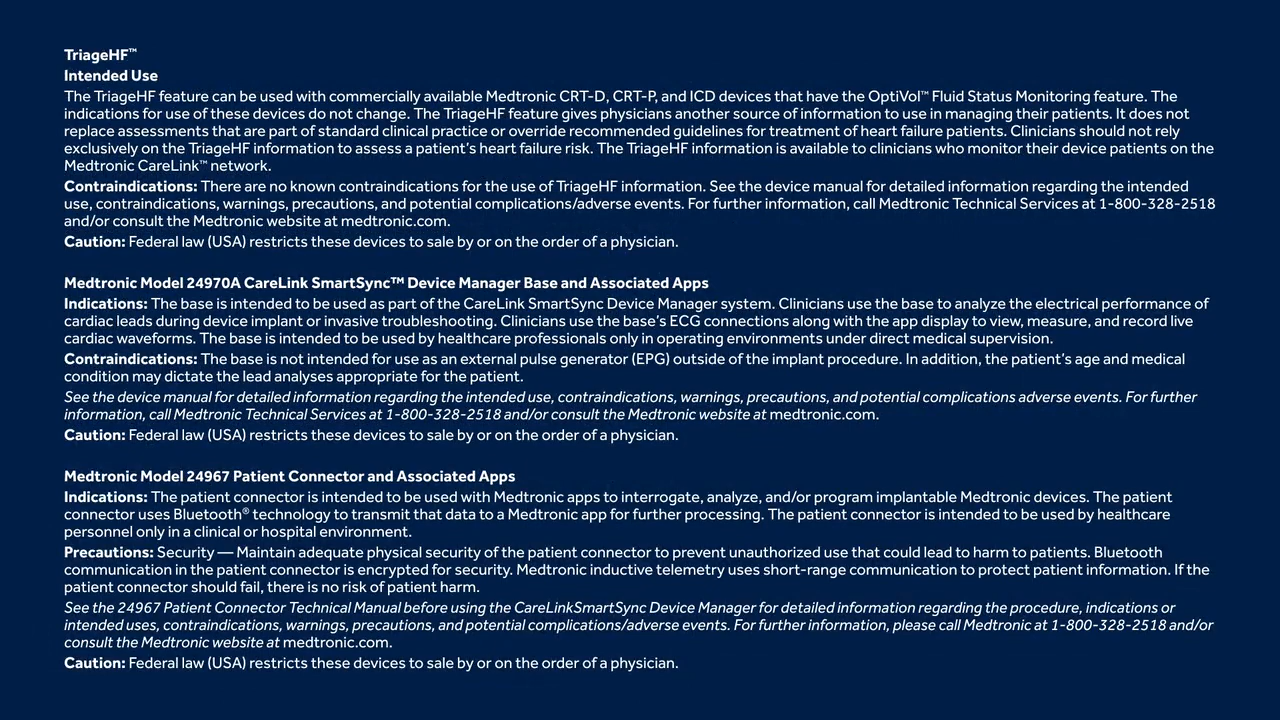 TriageHF™
Intended Use
The TriageHF feature can be used with commercially available Medtronic CRT-D, CRT-P, and ICD devices that have the OptiVol™ Fluid Status Monitoring feature. The
indications for use of these devices do not change. The TriageHF feature gives physicians another source of information to use in managing their patients. It does not
replace assessments that are part of standard clinical practice or override recommended guidelines for treatment of heart failure patients. Clinicians should not rely
exclusively on the TriageHF information to assess a patient's heart failure risk. The TriageHF information is available to clinicians who monitor their device patients on the
Medtronic CareLink™ network.
Contraindications: There are no known contraindications for the use of TriageHF information. See the device manual for detailed information regarding the intended
use, contraindications, warnings, precautions, and potential complications/adverse events. For further information, call Medtronic Technical Services at 1-800-328-2518
and/or consult the Medtronic website at medtronic.com.
Caution: Federal law (USA) restricts these devices to sale by or on the order of a physician.
Medtronic Model 24970A CareLink SmartSync™ Device Manager Base and Associated Apps
Indications: The base is intended to be used as part of the CareLink SmartSync Device Manager system. Clinicians use the base to analyze the electrical performance of
cardiac leads during device implant or invasive troubleshooting. Clinicians use the base's ECG connections along with the app display to view, measure, and record live
cardiac waveforms. The base is intended to be used by healthcare professionals only in operating environments under direct medical supervision.
Contraindications: The base is not intended for use as an external pulse generator (EPG) outside of the implant procedure. In addition, the patient's age and medical
condition may dictate the lead analyses appropriate for the patient.
See the device manual for detailed information regarding the intended use, contraindications, warnings, precautions, and potential complications adverse events. For further
information, call Medtronic Technical Services at 1-800-328-2518 and/or consult the Medtronic website at medtronic.com.
Caution: Federal law (USA) restricts these devices to sale by or on the order of a physician.
Medtronic Model 24967 Patient Connector and Associated Apps
Indications: The patient connector is intended to be used with Medtronic apps to interrogate, analyze, and/or program implantable Medtronic devices. The patient
connector uses Bluetooth® technology to transmit that data to a Medtronic app for further processing. The patient connector is intended to be used by healthcare
personnel only in a clinical or hospital environment.
Precautions: Security — Maintain adequate physical security of the patient connector to prevent unauthorized use that could lead to harm to patients. Bluetooth
communication in the patient connector is encrypted for security. Medtronic inductive telemetry uses short-range communication to protect patient information. If the
patient connector should fail, there is no risk of patient harm.
See the 24967 Patient Connector Technical Manual before using the CareLinkSmartSync Device Manager for detailed information regarding the procedure, indications or
intended uses, contraindications, warnings, precautions, and potential complications/adverse events. For further information, please call Medtronic at 1-800-328-2518 and/or
consult the Medtronic website at medtronic.com.
Caution: Federal law (USA) restricts these devices to sale by or on the order of a physician.